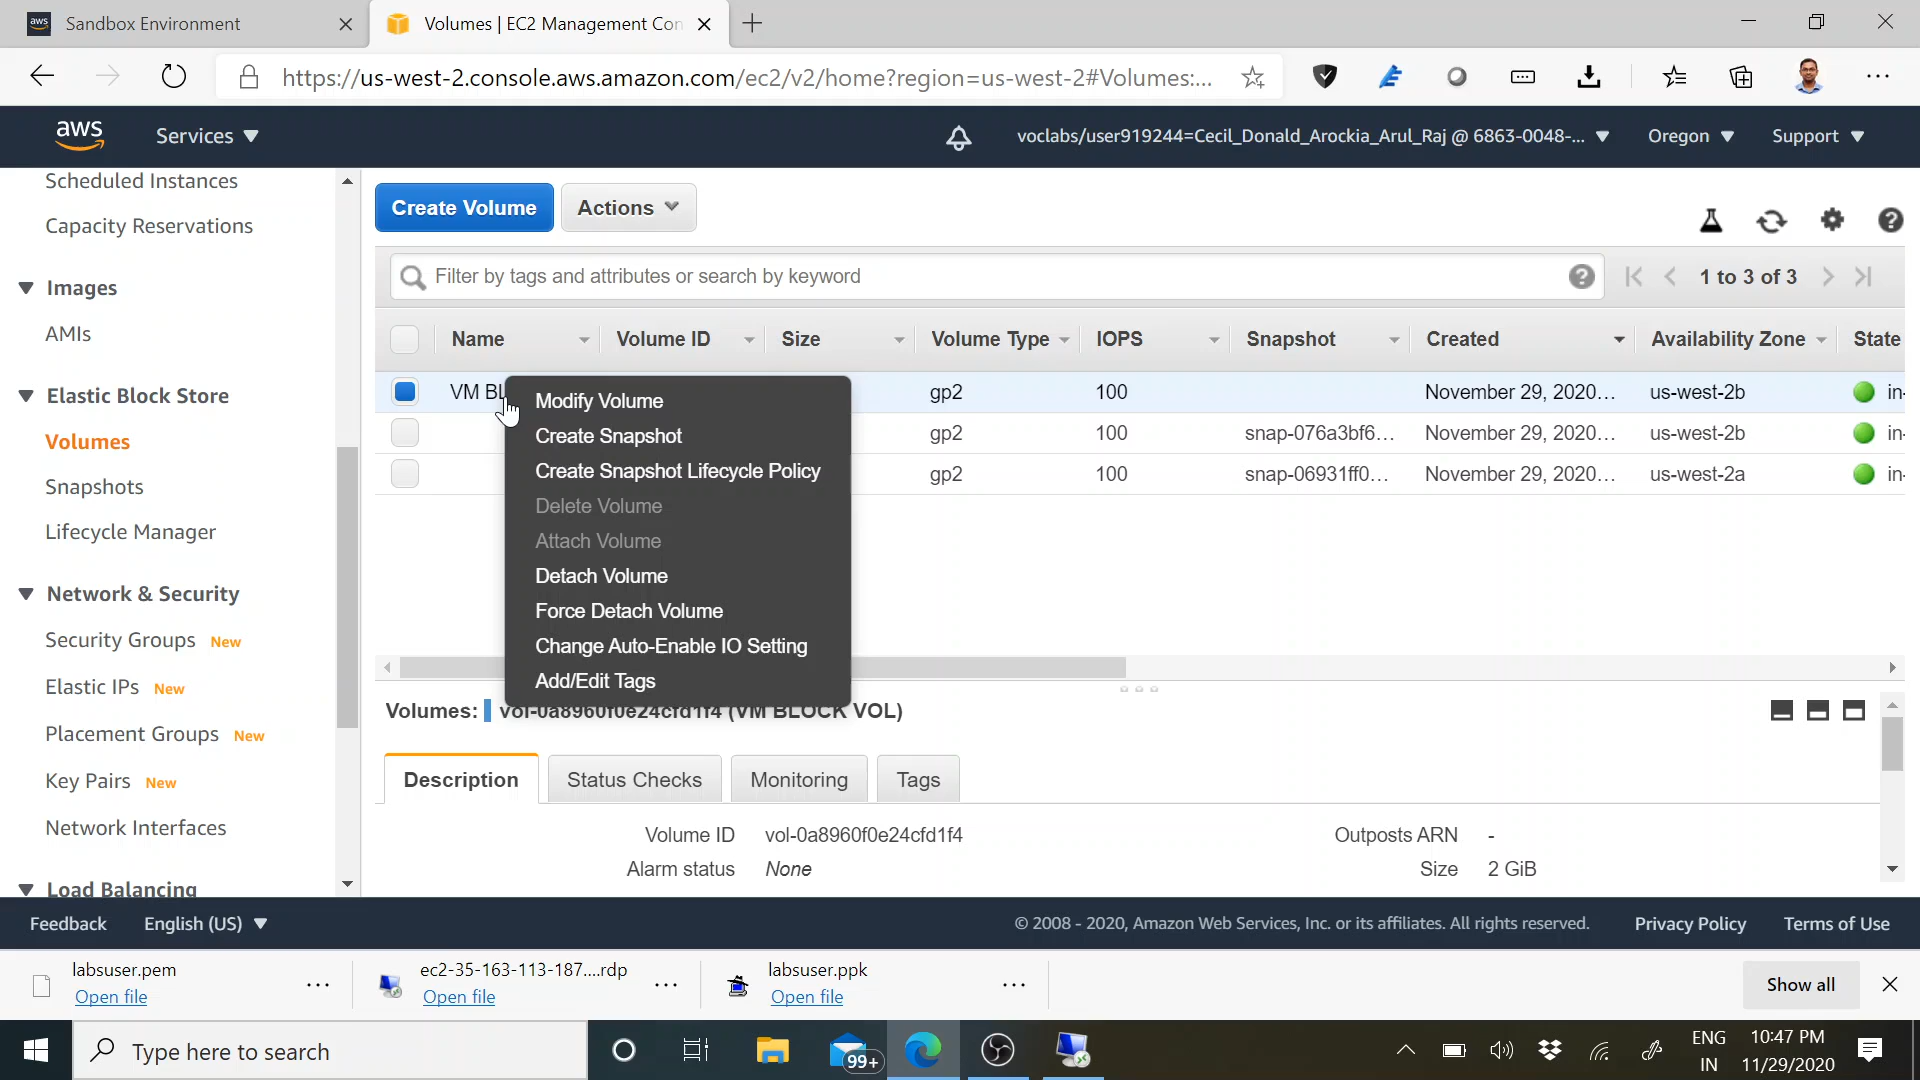 aws Sandbox Environment
Volumes | EC2 Management Con
https://us-west-2.console.aws.amazon.com/ec2/v2/home?region=us-west-2#Volumes:...
aws Services voclabs/user919244=Cecil_Donald_Arockia_Arul_Raj @ 6863-0048-... Oregon Support
Scheduled Instances
Capacity Reservations
Images
AMIs
Elastic Block Store
Volumes
Snapshots
Lifecycle Manager
Network & Security
Security Groups New
Elastic IPs New
Placement Groups New
Key Pairs New
Network Interfaces
Load Balancing
Create Volume Actions
Filter by tags and attributes or search by keyword 1 to 3 of 3
Name Volume ID Size Volume Type IOPS Snapshot Created Availability Zone State
VM BL gp2 100 November 29, 2020... us-west-2b in-
gp2 100 snap-076a3bf6... November 29, 2020... us-west-2b in-
gp2 100 snap-06931ff0... November 29, 2020... us-west-2a in-
Modify Volume
Create Snapshot
Create Snapshot Lifecycle Policy
Delete Volume
Attach Volume
Detach Volume
Force Detach Volume
Change Auto-Enable IO Setting
Add/Edit Tags
Volumes: vol-0a8960f0e24cfd1f4 (VM BLOCK VOL)
Description Status Checks Monitoring Tags
Volume ID vol-0a8960f0e24cfd1f4 Outposts ARN -
Alarm status None Size 2 GiB
Feedback English (US) © 2008 - 2020, Amazon Web Services, Inc. or its affiliates. All rights reserved. Privacy Policy Terms of Use
labsuser.pem
Open file
ec2-35-163-113-187....rdp
Open file
labsuser.ppk
Open file
Show all
Type here to search
99+
ENG
IN
10:47 PM
11/29/2020